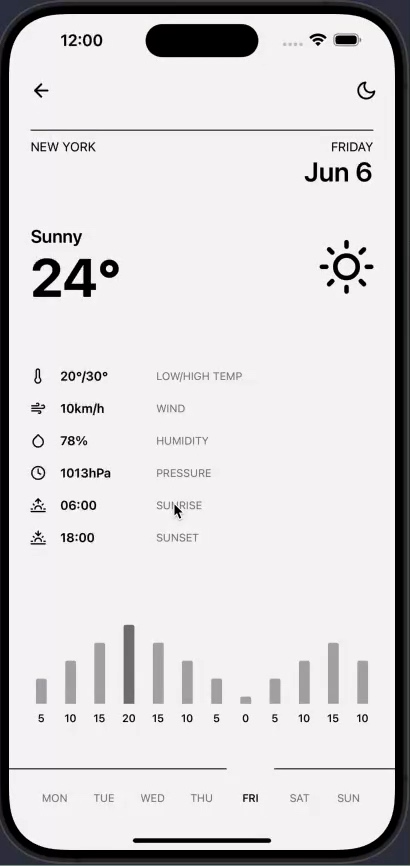 12:00
NEW YORK FRIDAY
Jun 6
Sunny
24°
20°/30° LOW/HIGH TEMP
10km/h WIND
78% HUMIDITY
1013hPa PRESSURE
06:00 SUNRISE
18:00 SUNSET
5 10 15 20 15 10 5 0 5 10 15 10
MON TUE WED THU FRI SAT SUN